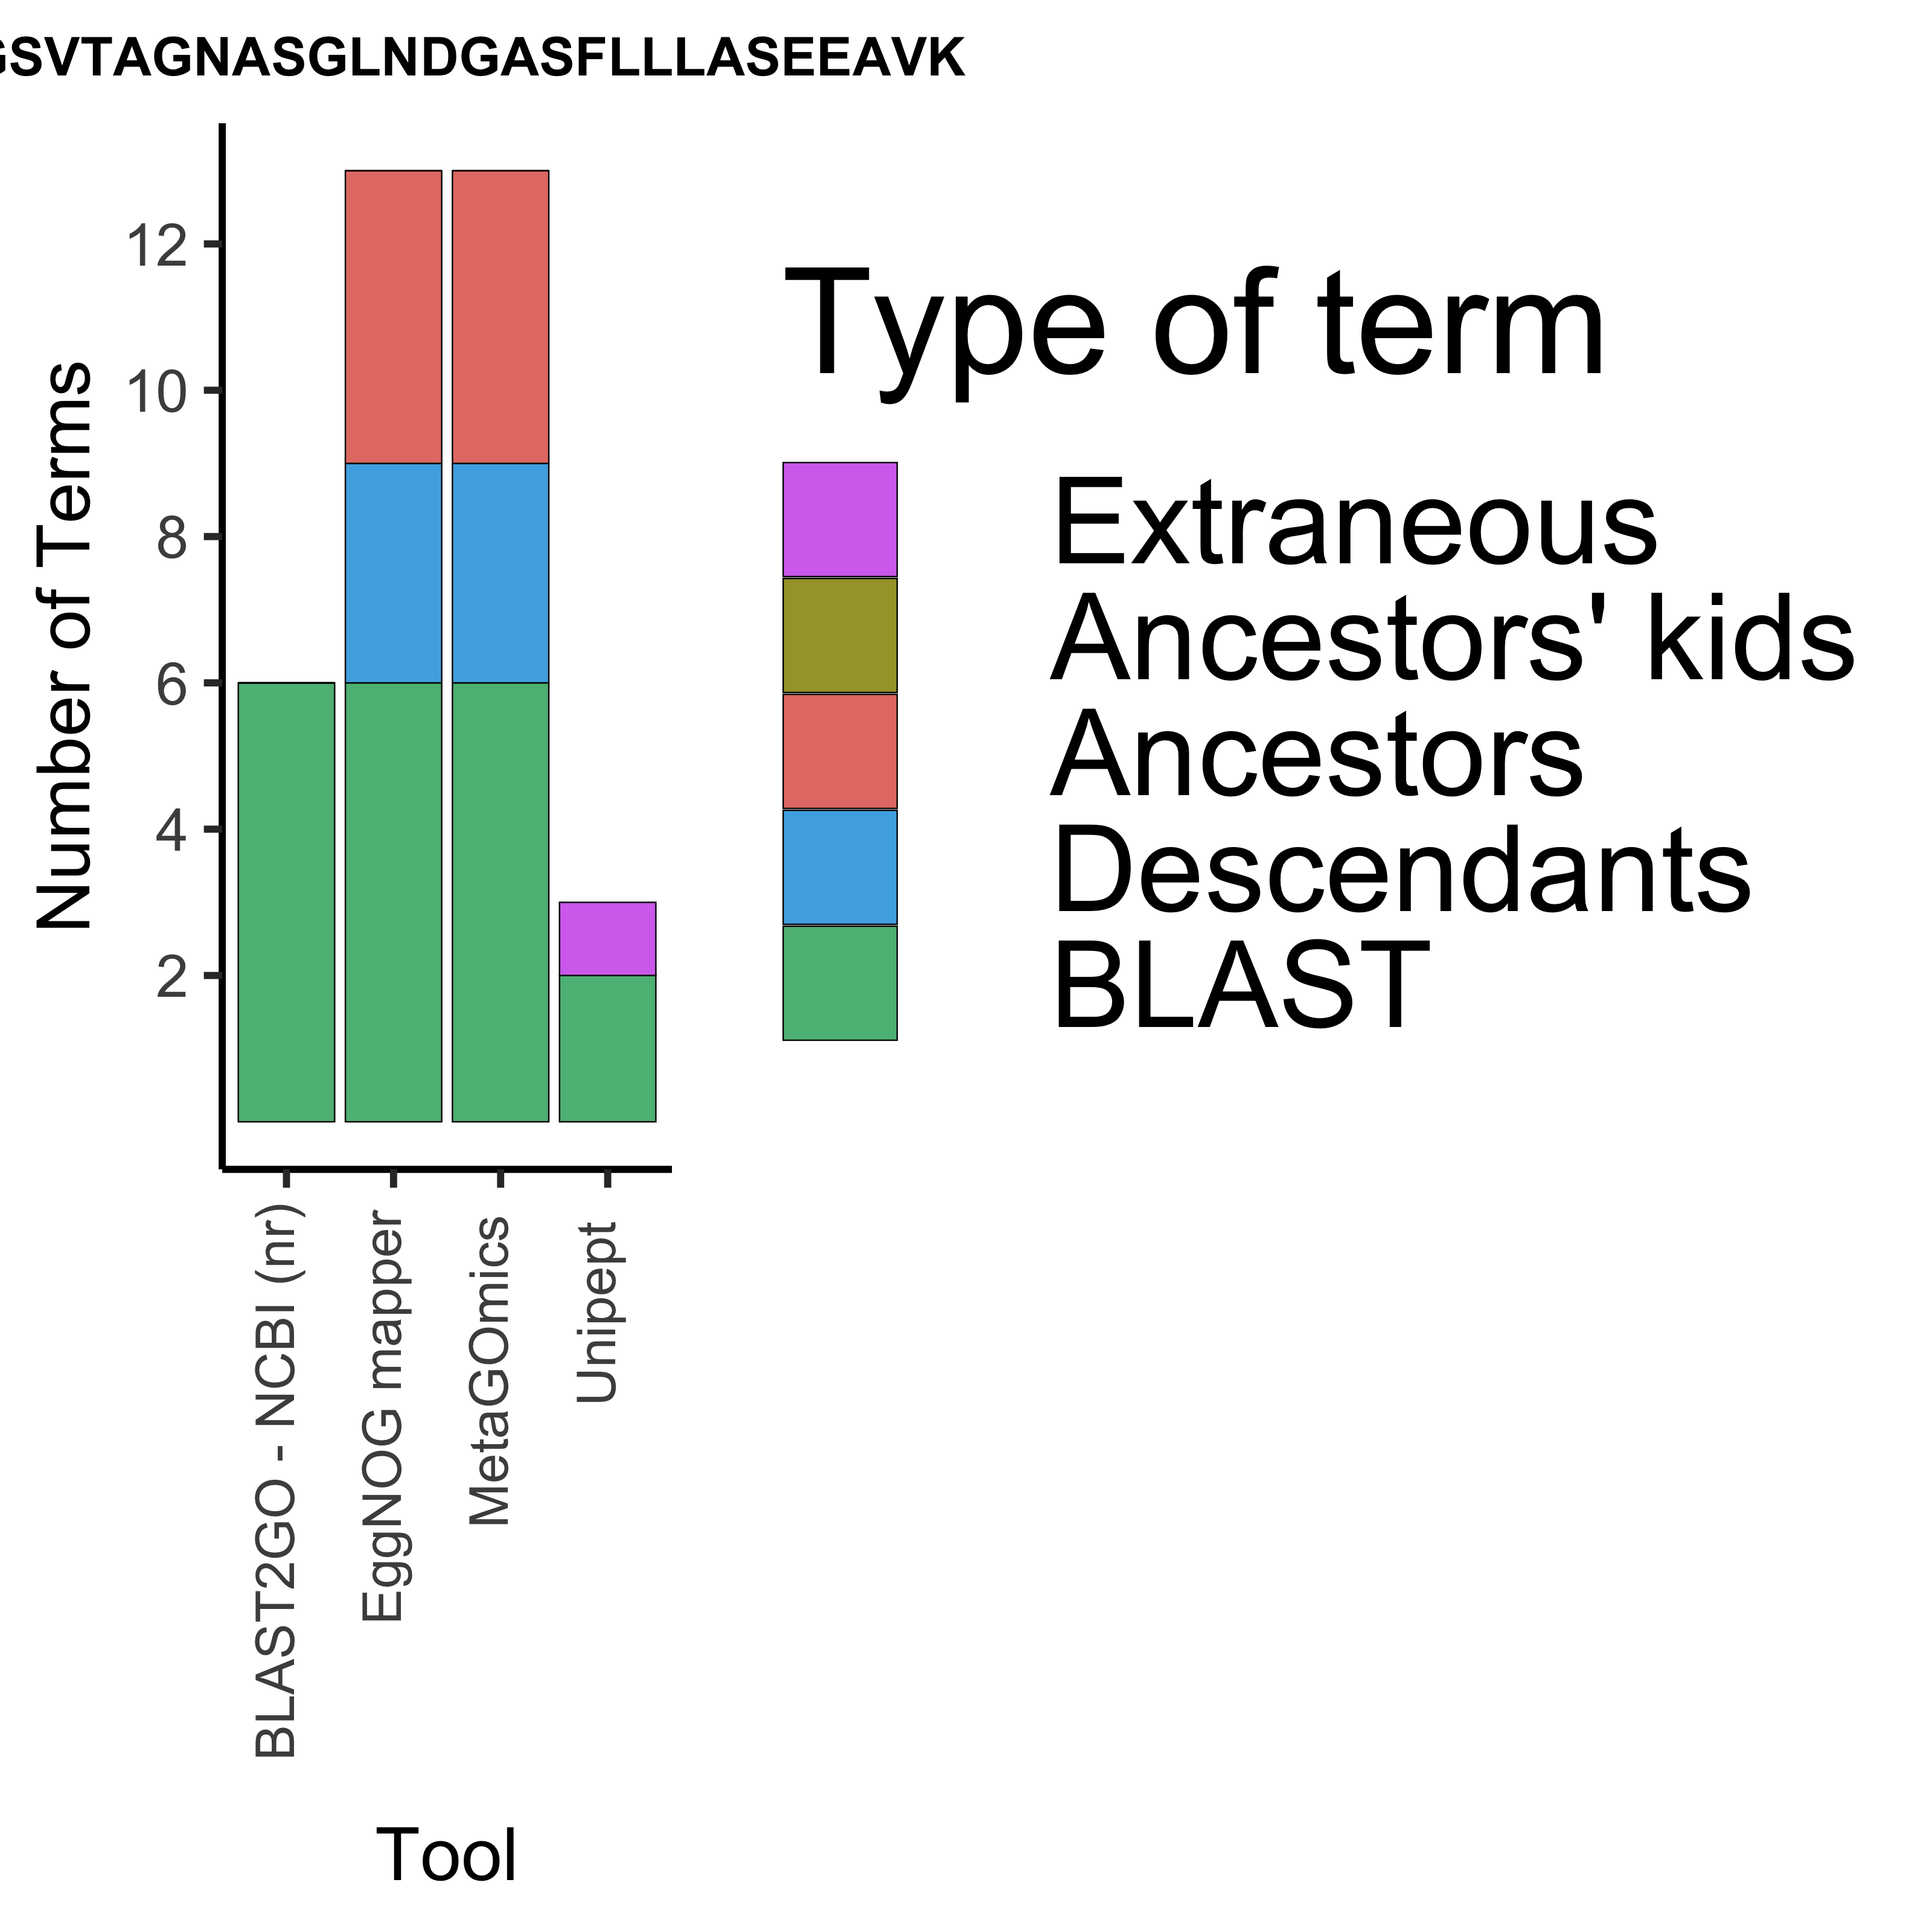 GSVTAGNASGLNDGASFLLLASEEAVK
Number of Terms
12
10
8
6
4
2
BLAST2GO - NCBI (nr)
EggNOG mapper
MetaGOmics
Unipept
Tool
Type of term
Extraneous
Ancestors' kids
Ancestors
Descendants
BLAST